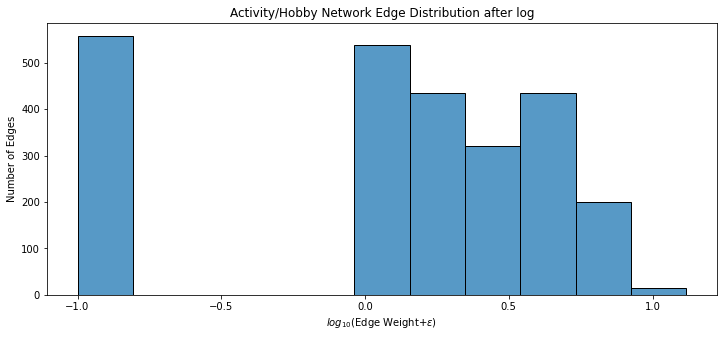 Activity/Hobby Network Edge Distribution after log
Number of Edges
500
400
300
200
100
0
−1.0 −0.5 0.0 0.5 1.0
log₁₀(Edge Weight+ε)